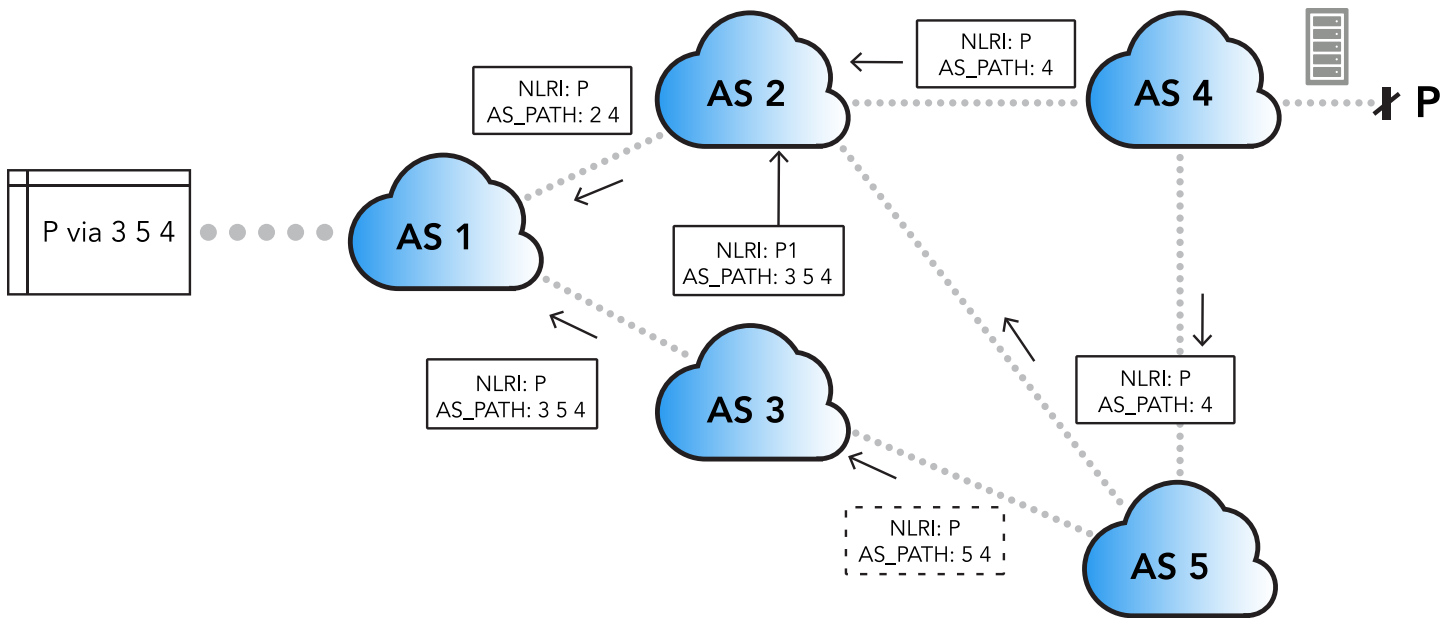 NLRI: P
AS_PATH: 4
AS 2
AS 4
P
NLRI: P
AS_PATH: 2 4
P via 3 5 4
AS 1
NLRI: P1
AS_PATH: 3 5 4
NLRI: P
AS_PATH: 3 5 4
AS 3
NLRI: P
AS_PATH: 4
NLRI: P
AS_PATH: 5 4
AS 5